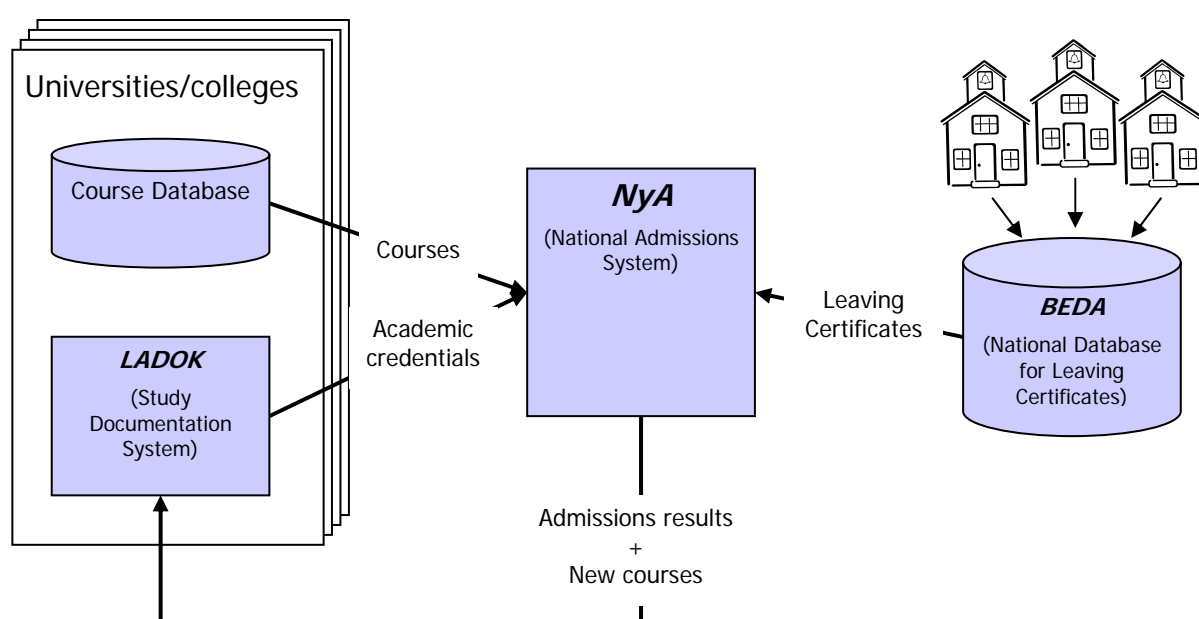 Universities/colleges
Course Database
LADOK
(Study
Documentation
System)
Courses
Academic
credentials
NyA
(National Admissions
System)
Admissions results
+
New courses
Leaving
Certificates
BEDA
(National Database
for Leaving
Certificates)